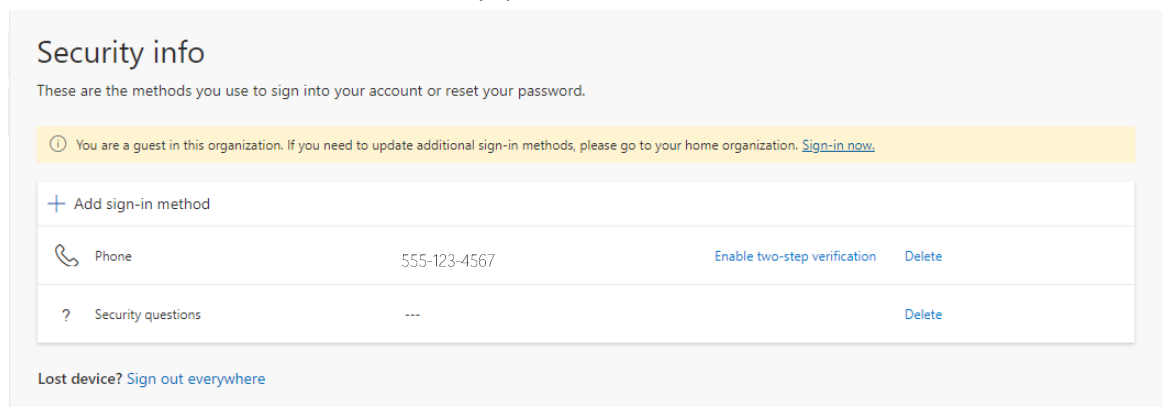 Security info
These are the methods you use to sign into your account or reset your password.
You are a guest in this organization. If you need to update additional sign-in methods, please go to your home organization. Sign-in now.
+ Add sign-in method
Phone 555-123-4567 Enable two-step verification Delete
? Security questions --- Delete
Lost device? Sign out everywhere